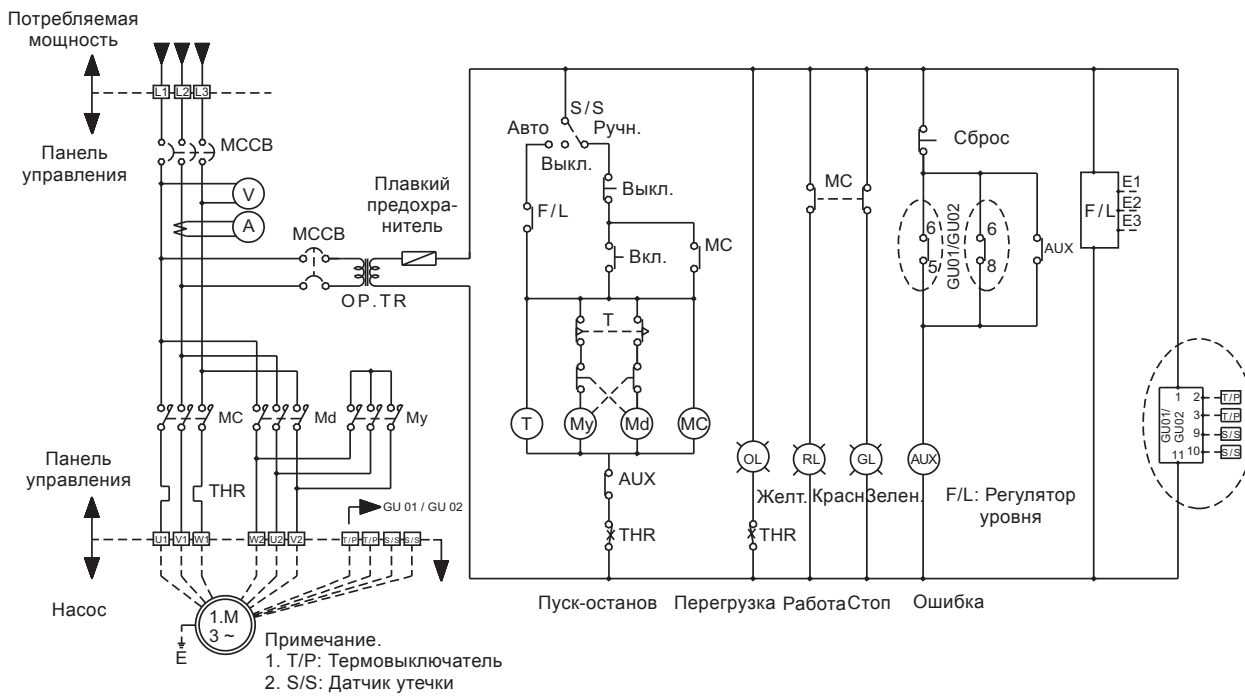 Потребляемая
мощность
L1 L2 L3
Панель
управления
MCCB
V
A
MCCB
Плавкий
предохра-
нитель
OP.TR
S/S
Авто
Ручн.
Выкл.
F/L
Выкл.
Вкл.
MC
T
T
My
Md
MC
AUX
THR
MC
OL
RL
GL
Желт.
Красн
Зелен.
THR
Сброс
6
5
GU01/GU02
6
8
AUX
AUX
F/L
E1
E2
E3
F/L: Регулятор
уровня
1
11
GU01/
GU02
2 T/P
3 T/P
9 S/S
10 S/S
MC
Md
My
Панель
управления
THR
GU 01 / GU 02
U1 V1 W1 W2 U2 V2 T/P T/P S/S S/S
Насос
1.M
3 ~
E
Пуск-останов
Перегрузка
Работа
Стоп
Ошибка
Примечание.
1. T/P: Термовыключатель
2. S/S: Датчик утечки